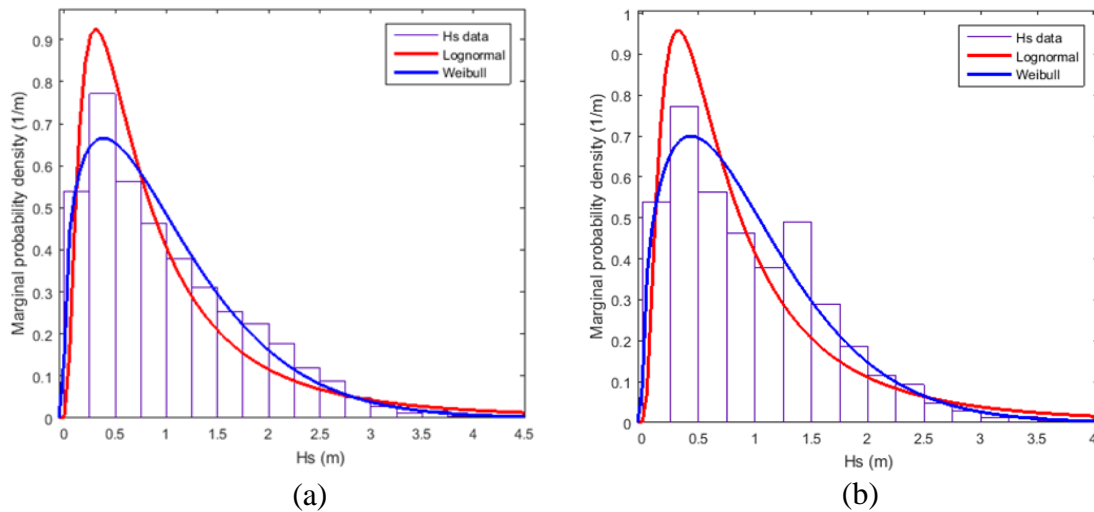 Hs data
Lognormal
Weibull
Marginal probability density (1/m)
0.9
0.8
0.7
0.6
0.5
0.4
0.3
0.2
0.1
0
0 0.5 1 1.5 2 2.5 3 3.5 4 4.5
Hs (m)
(a)
Hs data
Lognormal
Weibull
Marginal probability density (1/m)
1
0.9
0.8
0.7
0.6
0.5
0.4
0.3
0.2
0.1
0
0 0.5 1 1.5 2 2.5 3 3.5 4
Hs (m)
(b)